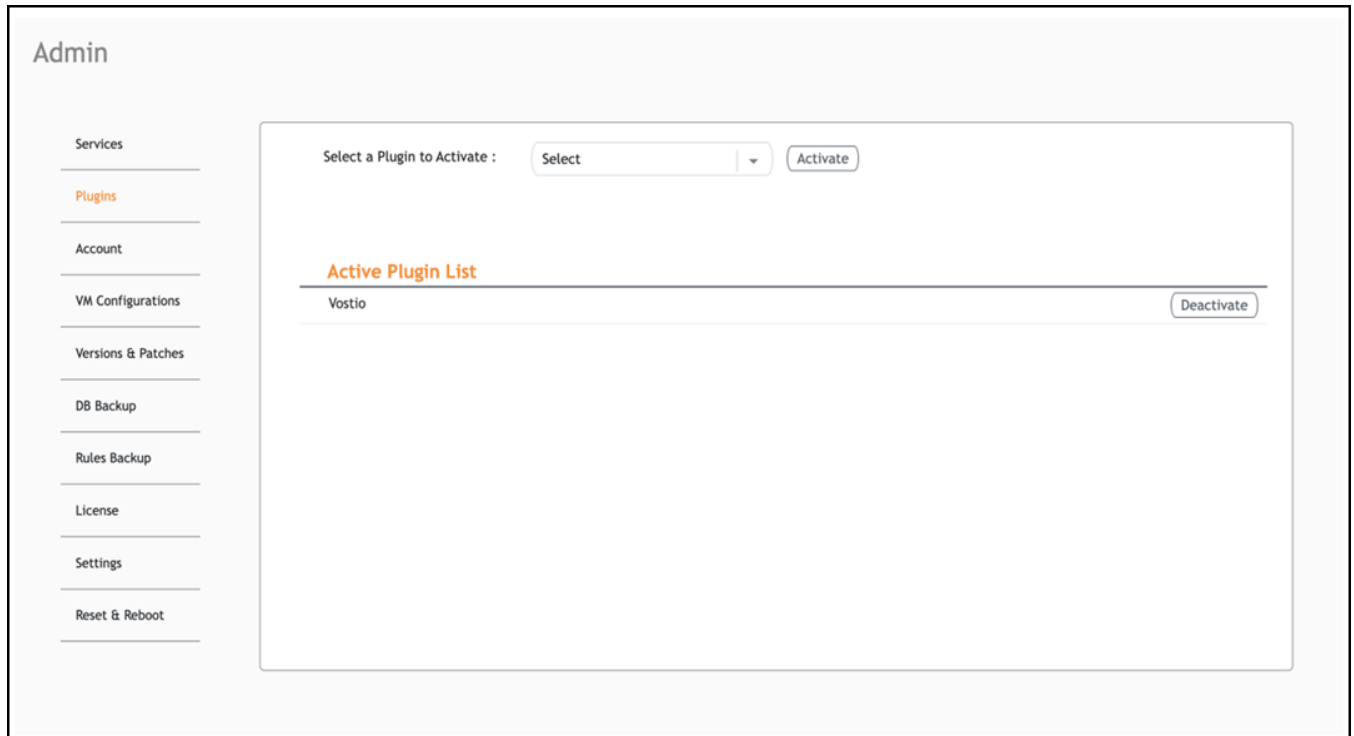 Admin
Services
Plugins
Account
VM Configurations
Versions & Patches
DB Backup
Rules Backup
License
Settings
Reset & Reboot
Select a Plugin to Activate : Select Activate
Active Plugin List
Vostio Deactivate